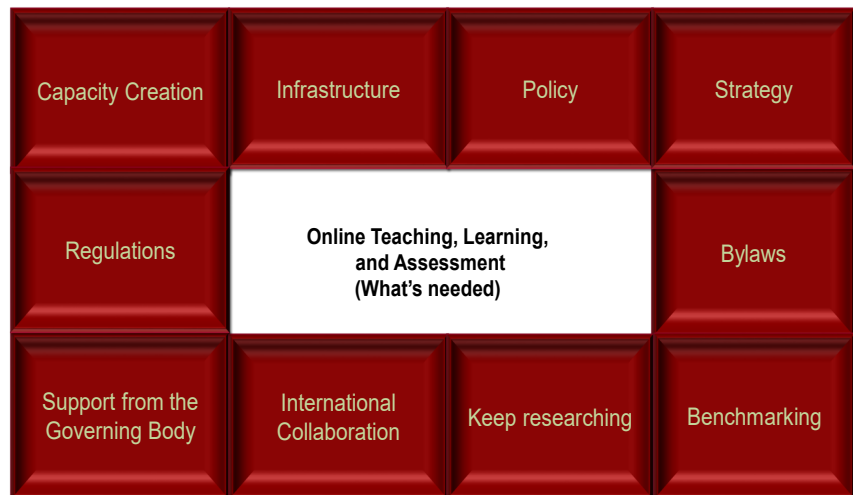 Capacity Creation
Infrastructure
Policy
Strategy
Regulations
Online Teaching, Learning,
and Assessment
(What's needed)
Bylaws
Support from the
Governing Body
International
Collaboration
Keep researching
Benchmarking